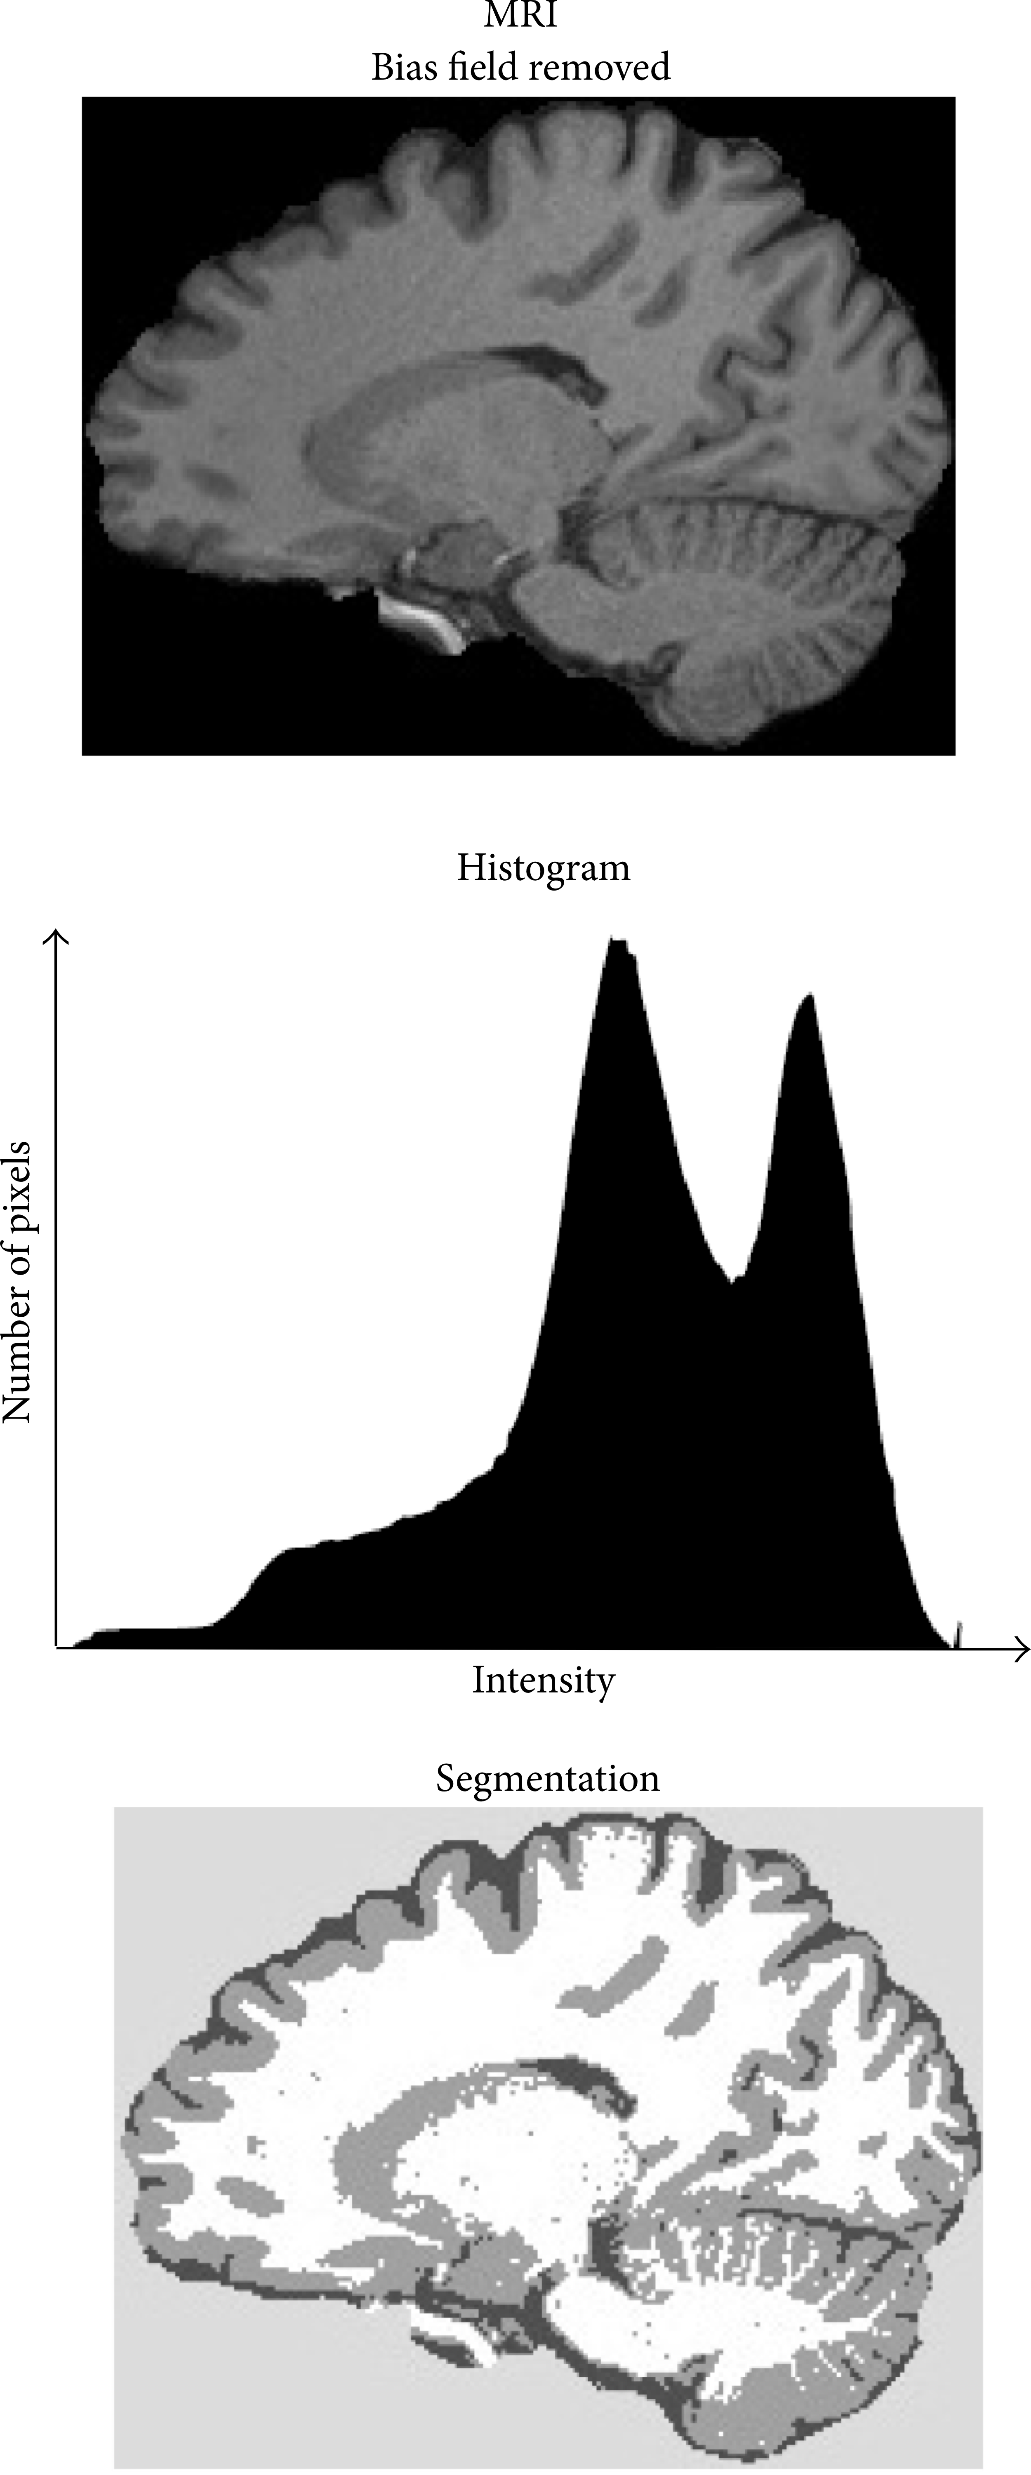 MRI
Bias field removed
Histogram
Number of pixels
Intensity
Segmentation